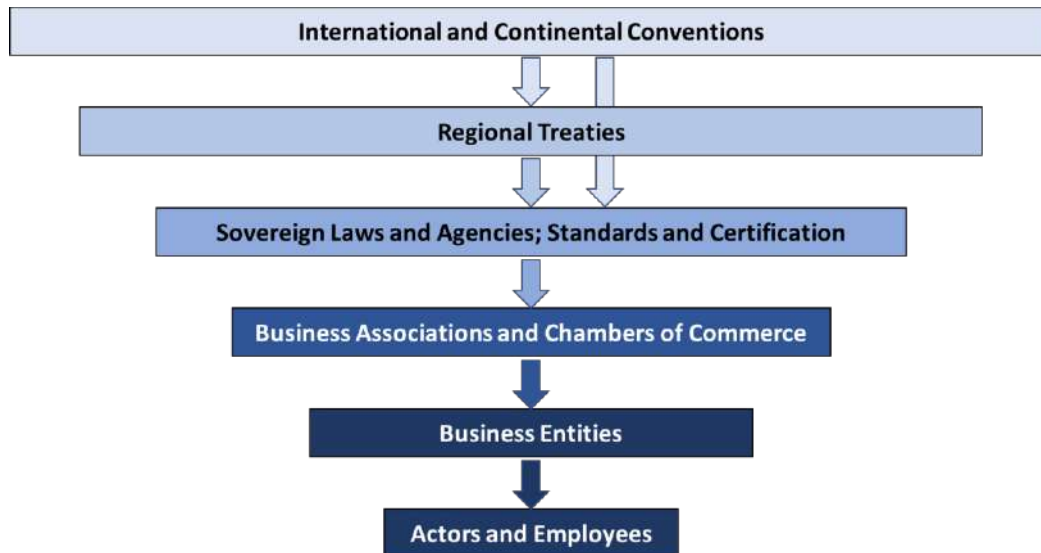 International and Continental Conventions
Regional Treaties
Sovereign Laws and Agencies; Standards and Certification
Business Associations and Chambers of Commerce
Business Entities
Actors and Employees